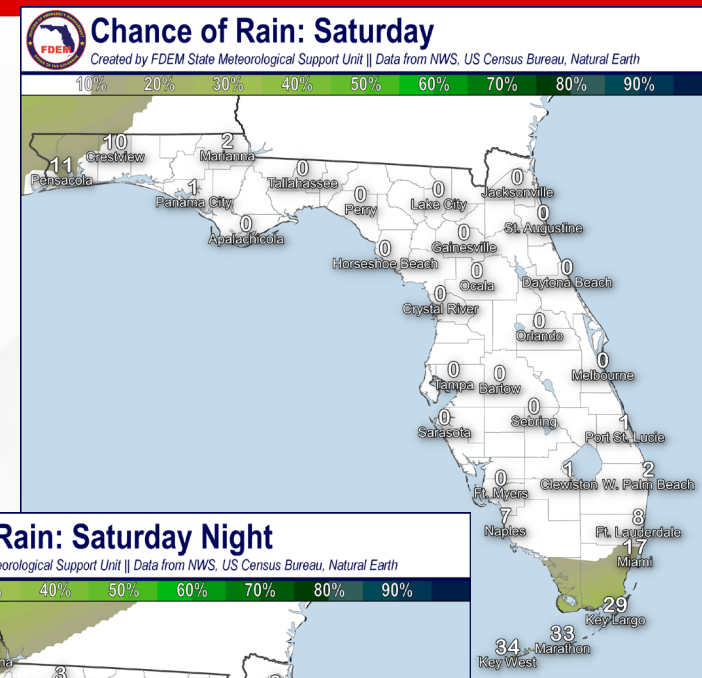 FDEM
Chance of Rain: Saturday
Created by FDEM State Meteorological Support Unit || Data from NWS, US Census Bureau, Natural Earth
10% 20% 30% 40% 50% 60% 70% 80% 90%
10
Crestview
2
Marianna
11
Pensacola
1
Panama City
0
Tallahassee
0
Apalachicola
0
Perry
0
Lake City
0
Jacksonville
0
St. Augustine
0
Gainesville
0
Horseshoe Beach
0
Ocala
0
Daytona Beach
0
Crystal River
0
Orlando
0
Melbourne
0
Tampa
0
Bartow
0
Sebring
0
Sarasota
1
Port St. Lucie
0
Ft. Myers
1
Clewiston
2
W. Palm Beach
7
Naples
8
Ft. Lauderdale
17
Miami
29
Key Largo
33
Marathon
34
Key West
Rain: Saturday Night
eorological Support Unit || Data from NWS, US Census Bureau, Natural Earth
40% 50% 60% 70% 80% 90%
na
3